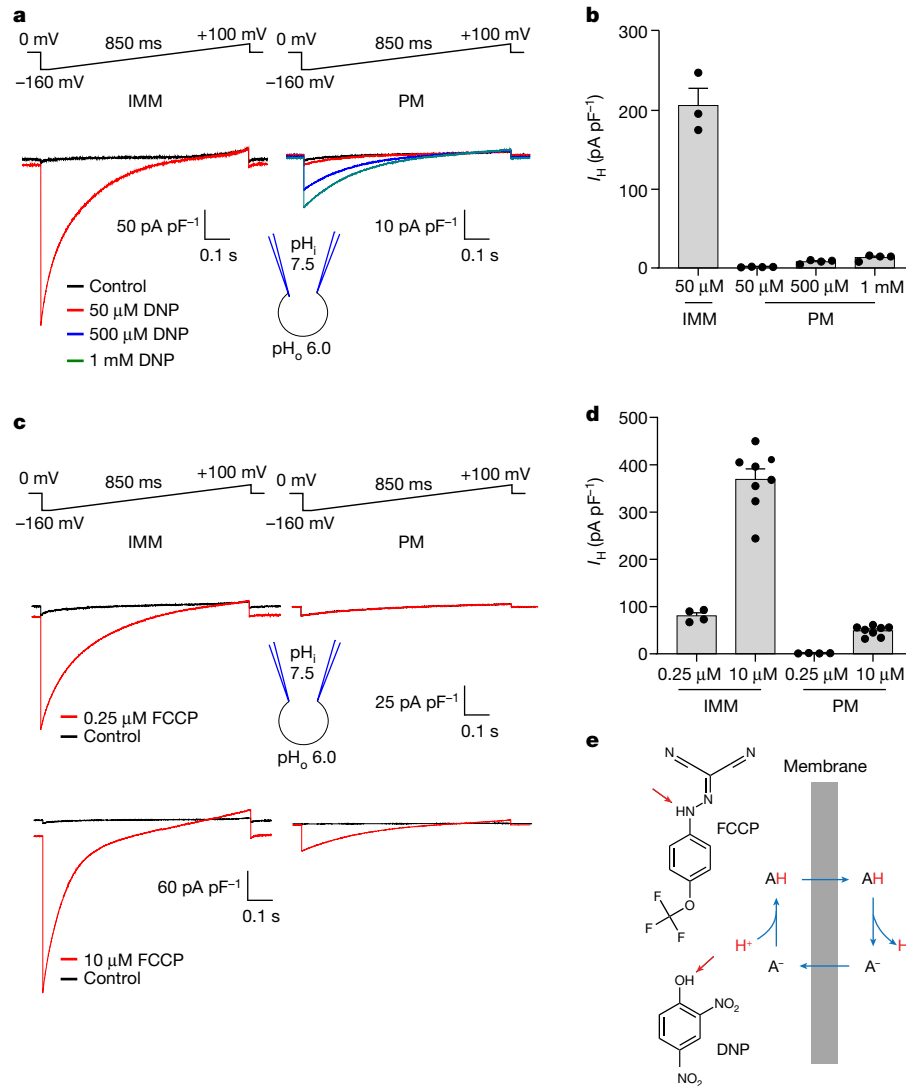 a
0 mV 850 ms +100 mV
−160 mV
IMM
0 mV 850 ms +100 mV
−160 mV
PM
50 pA pF⁻¹
0.1 s
10 pA pF⁻¹
0.1 s
Control
50 μM DNP
500 μM DNP
1 mM DNP
pHi
7.5
pHo 6.0
b
IH (pA pF⁻¹)
300
200
100
0
50 μM 50 μM 500 μM 1 mM
IMM PM
c
0 mV 850 ms +100 mV
−160 mV
IMM
0 mV 850 ms +100 mV
−160 mV
PM
0.25 μM FCCP
Control
pHi
7.5
pHo 6.0
25 pA pF⁻¹
0.1 s
60 pA pF⁻¹
0.1 s
10 μM FCCP
Control
d
IH (pA pF⁻¹)
500
400
300
200
100
0
0.25 μM 10 μM 0.25 μM 10 μM
IMM PM
e
N N
Membrane
HN N
FCCP
F O
F F
AH AH
H⁺ H
A⁻ A⁻
OH
NO₂
DNP
NO₂